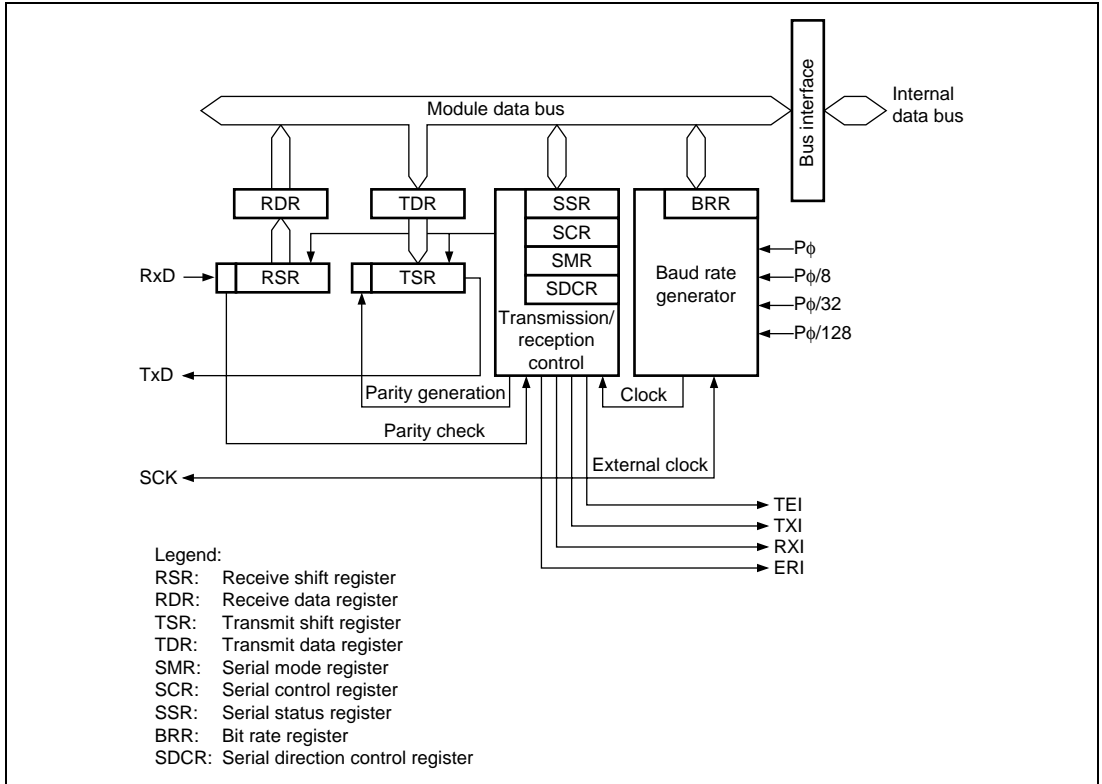 Module data bus
Bus interface
Internal
data bus
RDR
TDR
SSR
BRR
SCR
SMR
SDCR
RxD
RSR
TSR
Baud rate
generator
Pϕ
Pϕ/8
Pϕ/32
Pϕ/128
Transmission/
reception
control
TxD
Parity generation
Clock
Parity check
SCK
External clock
TEI
TXI
RXI
ERI
Legend:
RSR: Receive shift register
RDR: Receive data register
TSR: Transmit shift register
TDR: Transmit data register
SMR: Serial mode register
SCR: Serial control register
SSR: Serial status register
BRR: Bit rate register
SDCR: Serial direction control register